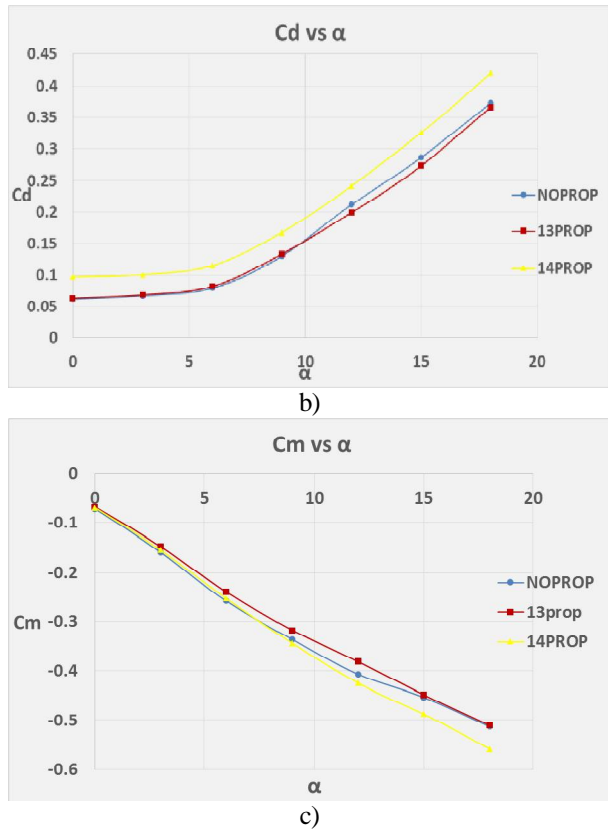 Cd vs α
0.45
0.4
0.35
0.3
0.25
Cd
0.2
0.15
0.1
0.05
0
0 5 10 15 20
α
NOPROP
13PROP
14PROP
b)
Cm vs α
0
0 5 10 15 20
-0.1
-0.2
-0.3
Cm
-0.4
-0.5
-0.6
α
NOPROP
13prop
14PROP
c)